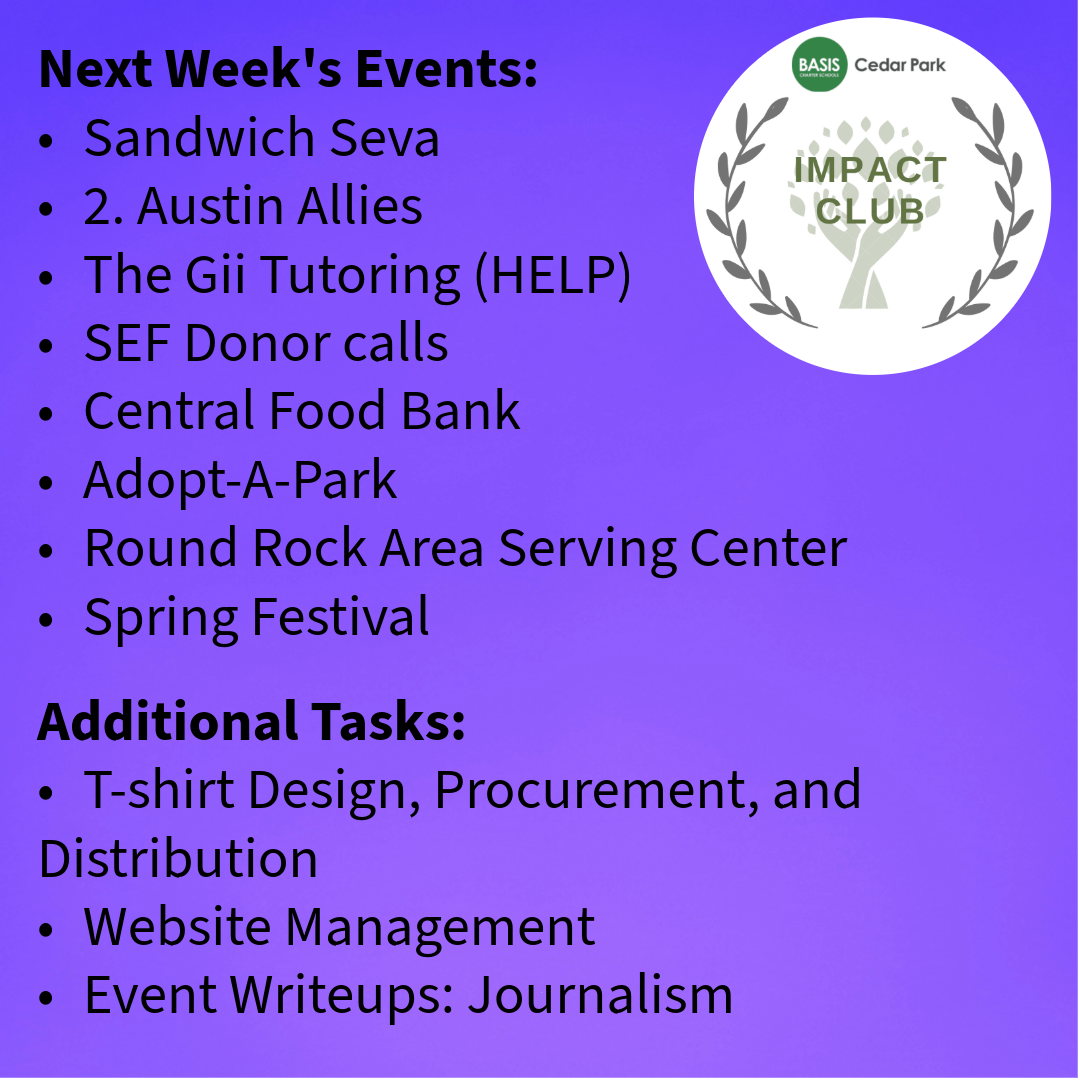 Next Week's Events:
• Sandwich Seva
• 2. Austin Allies
• The Gii Tutoring (HELP)
• SEF Donor calls
• Central Food Bank
• Adopt-A-Park
• Round Rock Area Serving Center
• Spring Festival
Additional Tasks:
• T-shirt Design, Procurement, and
Distribution
• Website Management
• Event Writeups: Journalism
BASIS
CHARTER SCHOOLS
Cedar Park
IMPACT
CLUB